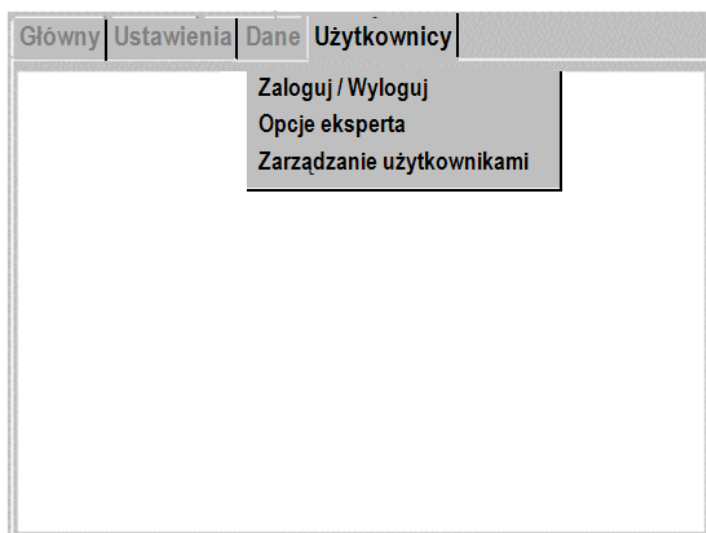 Główny Ustawienia Dane Użytkownicy
Zaloguj / Wyloguj
Opcje eksperta
Zarządzanie użytkownikami